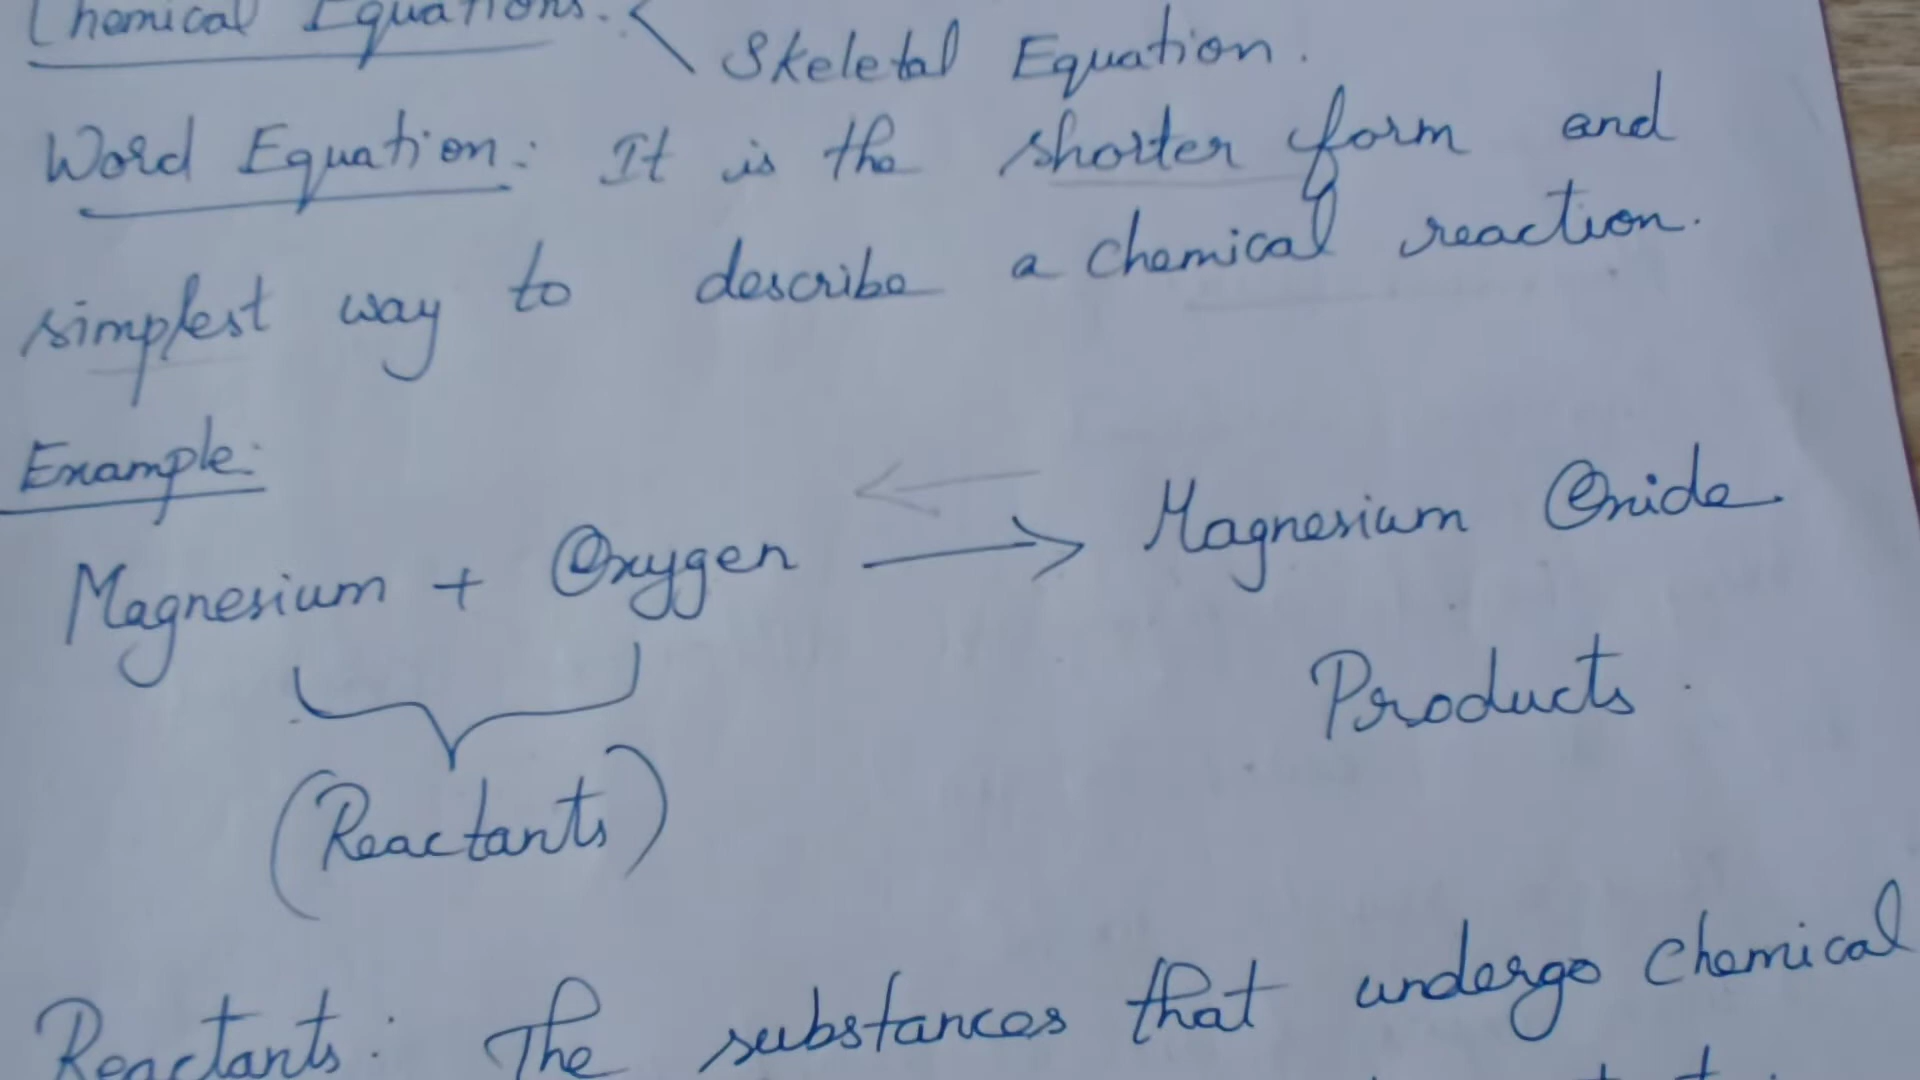 Chemical Equations.
Skeletal Equation.
Word Equation: It is the shorter form and
simplest way to describe a chemical reaction.
Example:
Magnesium + Oxygen → Magnesium Oxide
Products
(Reactants)
Reactants: The substances that undergo chemical